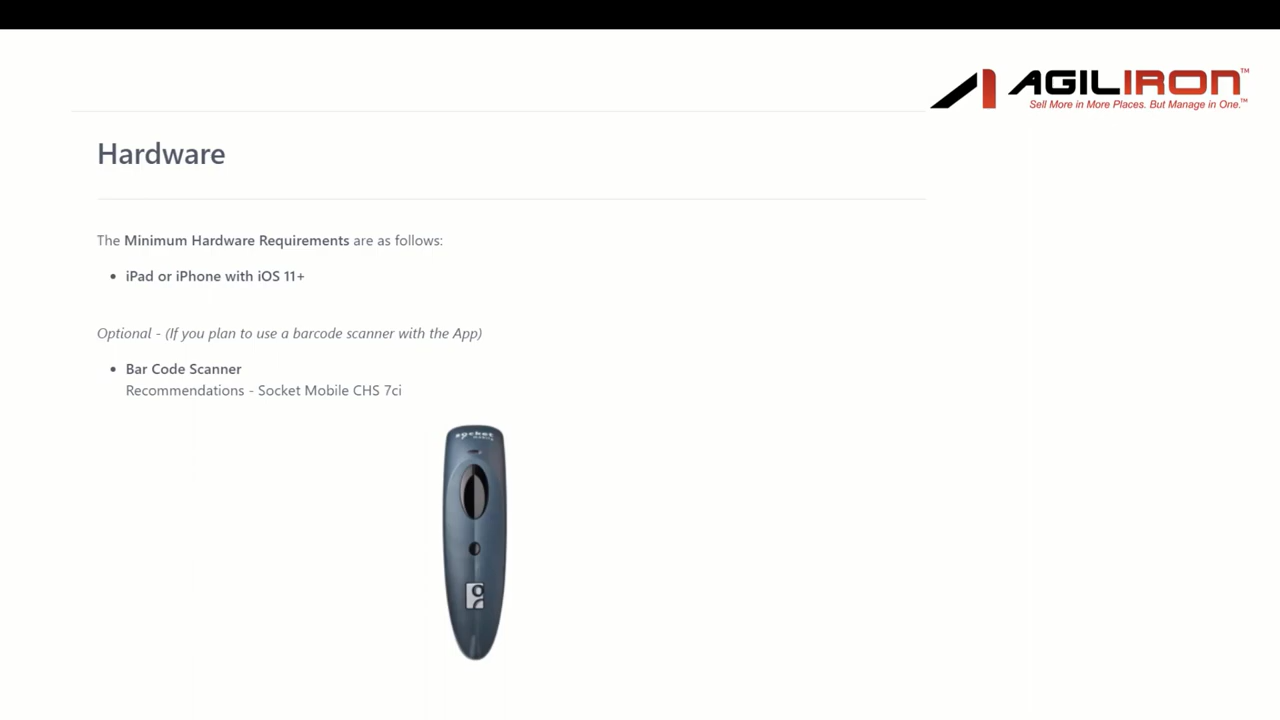 AGILIRON™
Sell More in More Places. But Manage in One.™
Hardware
The Minimum Hardware Requirements are as follows:
• iPad or iPhone with iOS 11+
Optional - (If you plan to use a barcode scanner with the App)
• Bar Code Scanner
Recommendations - Socket Mobile CHS 7ci
socket